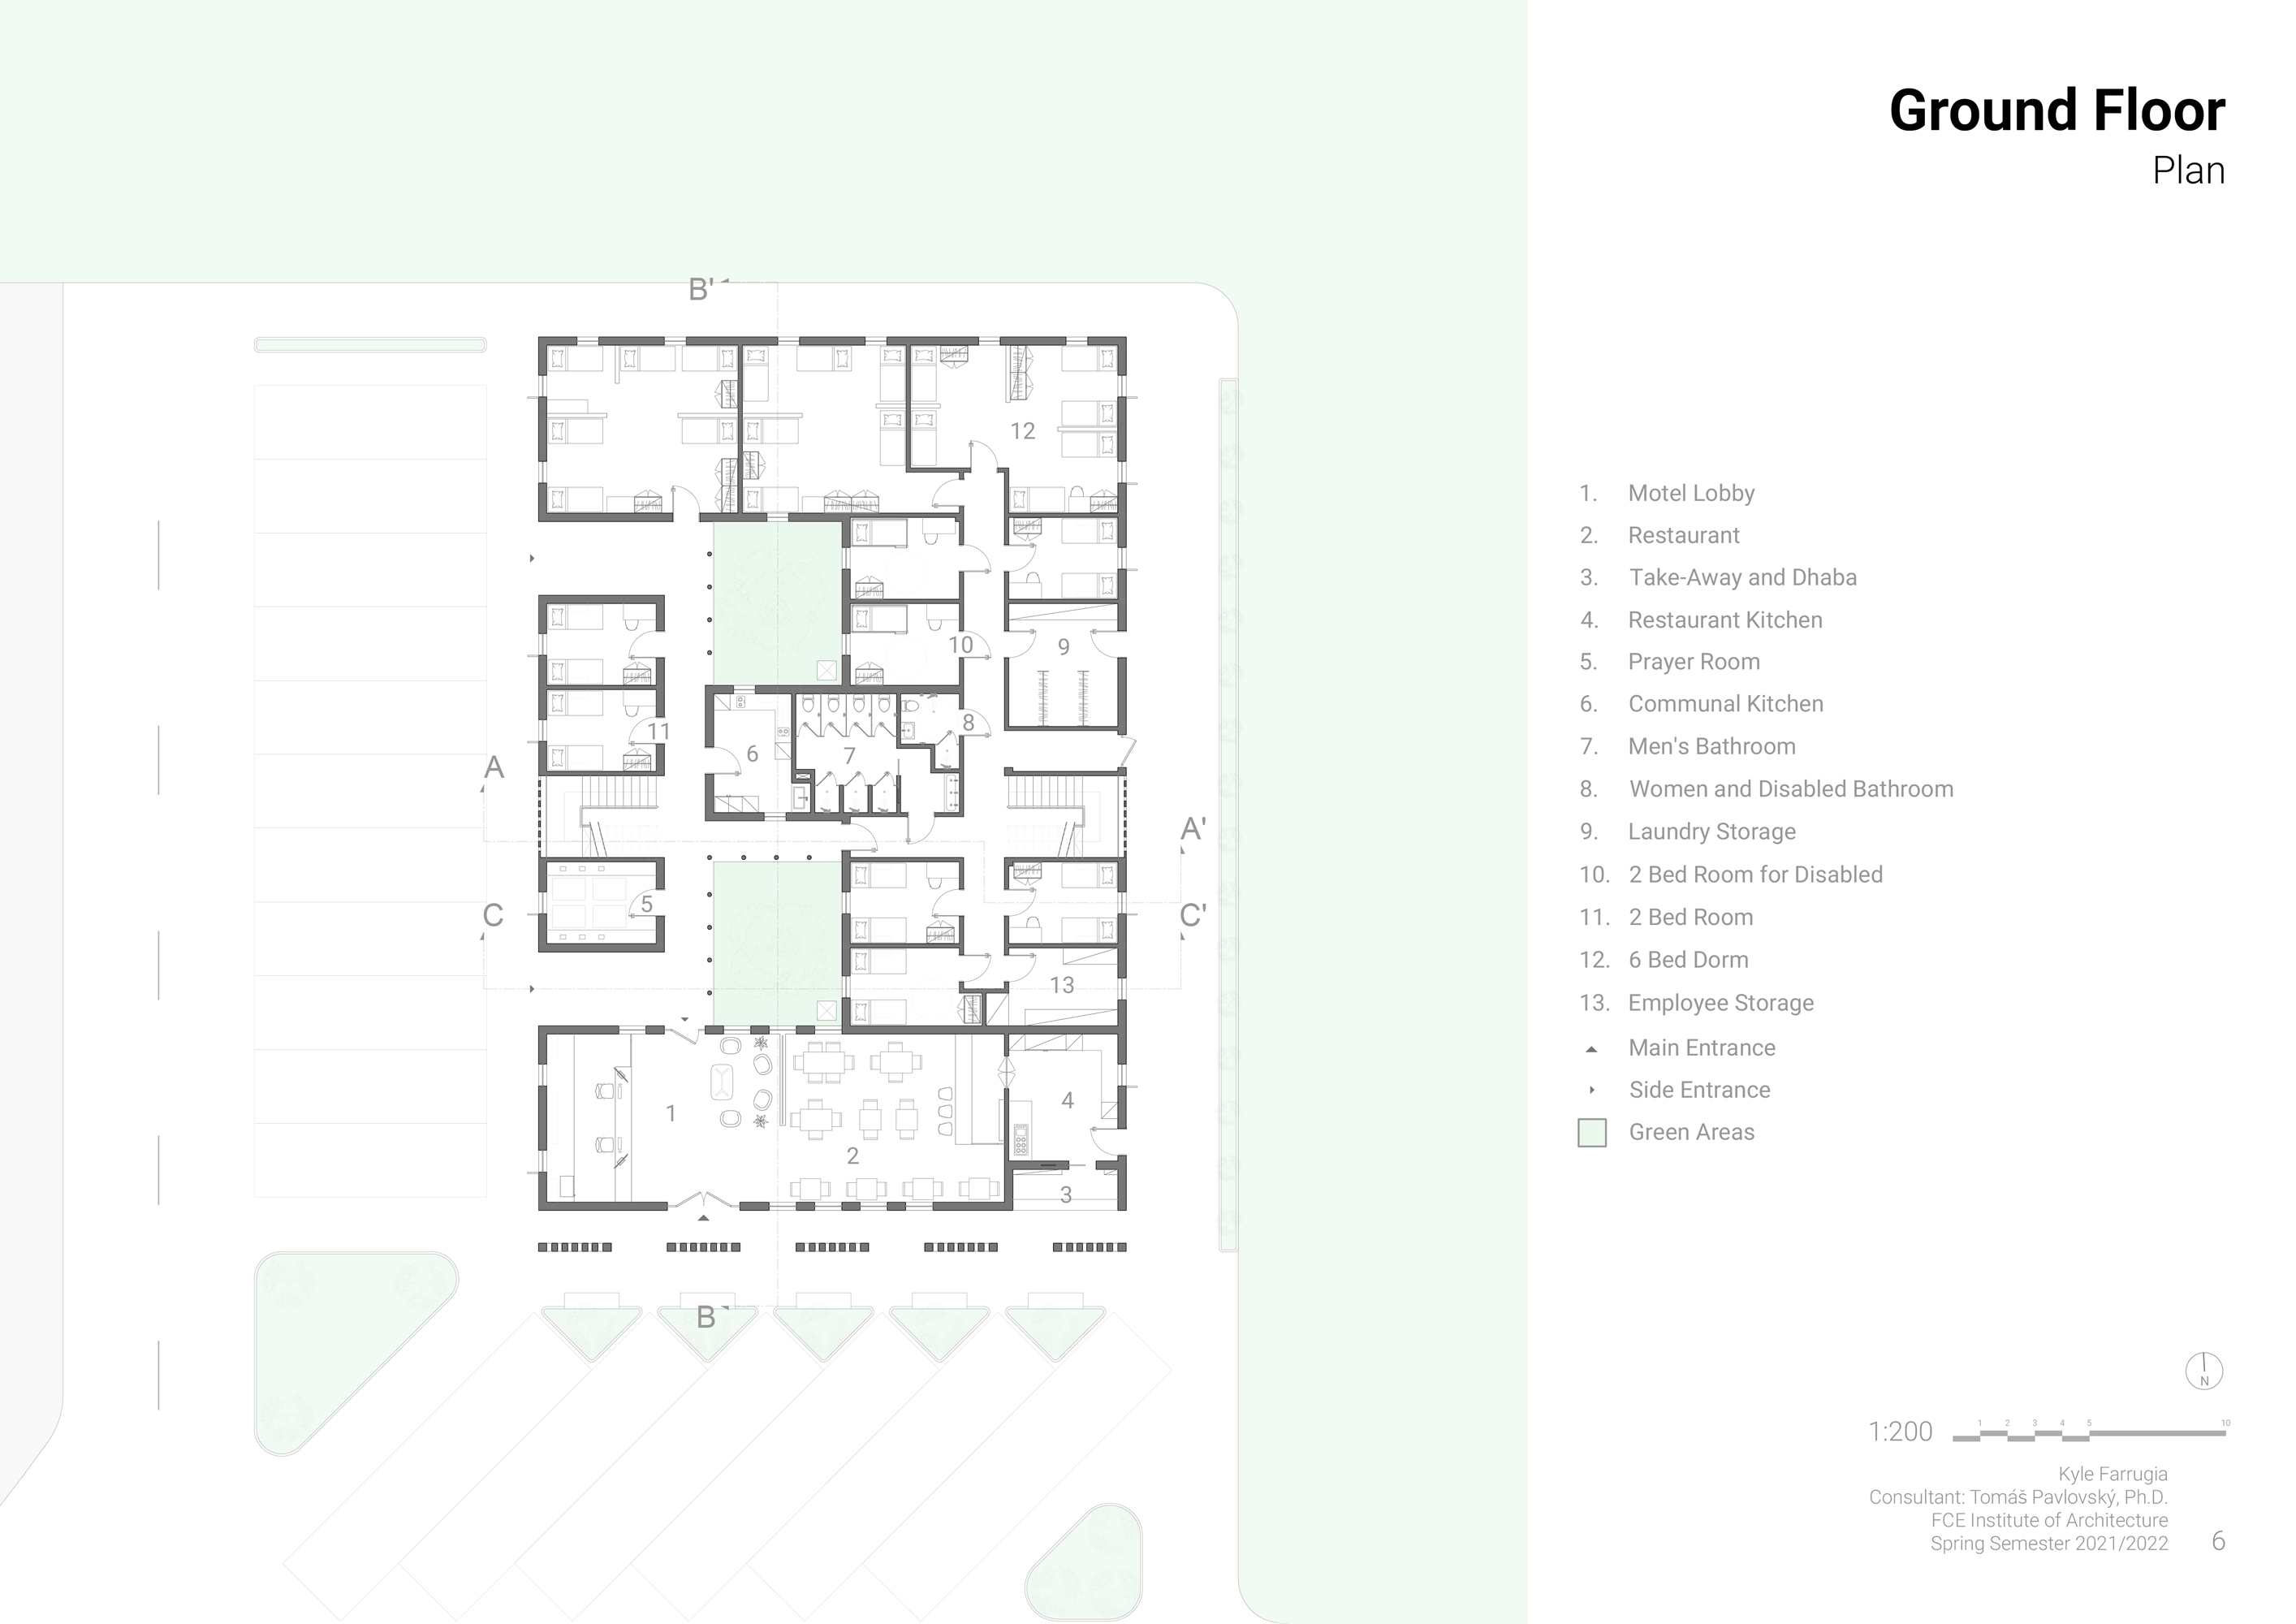 Ground Floor
Plan
B'
12
10
9
11
8
6
7
A
A'
5
C
C'
13
1
4
2
3
B
1. Motel Lobby
2. Restaurant
3. Take-Away and Dhaba
4. Restaurant Kitchen
5. Prayer Room
6. Communal Kitchen
7. Men's Bathroom
8. Women and Disabled Bathroom
9. Laundry Storage
10. 2 Bed Room for Disabled
11. 2 Bed Room
12. 6 Bed Dorm
13. Employee Storage
Main Entrance
Side Entrance
Green Areas
N
1:200 1 2 3 4 5 10
Kyle Farrugia
Consultant: Tomáš Pavlovský, Ph.D.
FCE Institute of Architecture
Spring Semester 2021/2022 6